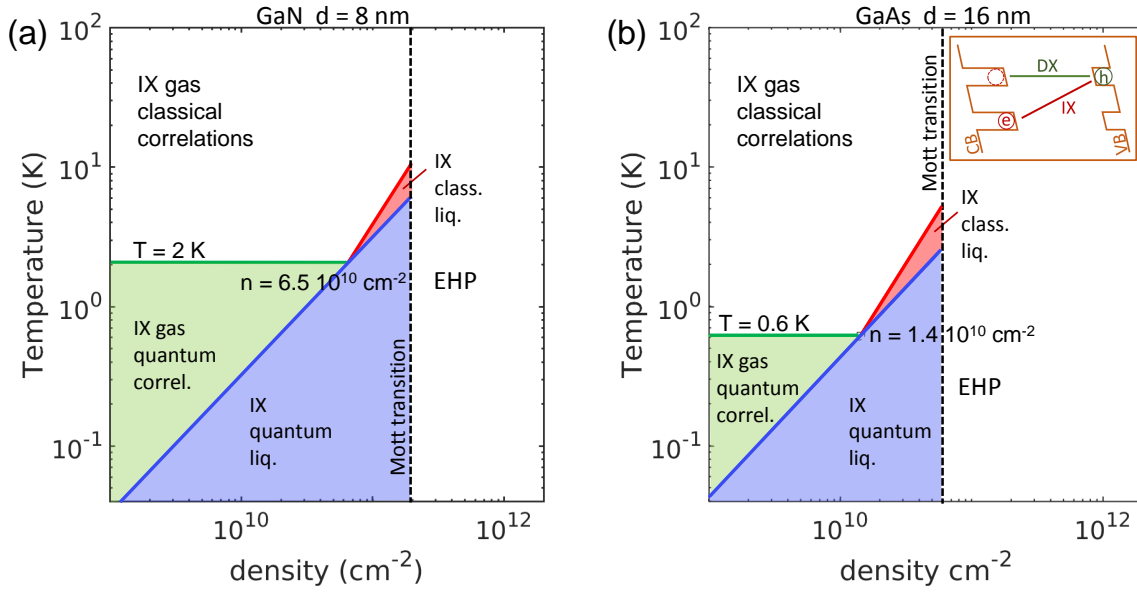 (a)
GaN d = 8 nm
10²
10¹
10⁰
10⁻¹
Temperature (K)
IX gas
classical
correlations
IX
class.
liq.
T = 2 K
n = 6.5 10¹⁰ cm⁻²
EHP
IX gas
quantum
correl.
IX
quantum
liq.
Mott transition
10¹⁰
10¹²
density (cm⁻²)
(b)
GaAs d = 16 nm
10²
10¹
10⁰
10⁻¹
Temperature (K)
IX gas
classical
correlations
Mott transition
DX
h
IX
e
CB
VB
IX
class.
liq.
T = 0.6 K
n = 1.4 10¹⁰ cm⁻²
IX gas
quantum
correl.
EHP
IX
quantum
liq.
10¹⁰
10¹²
density cm⁻²